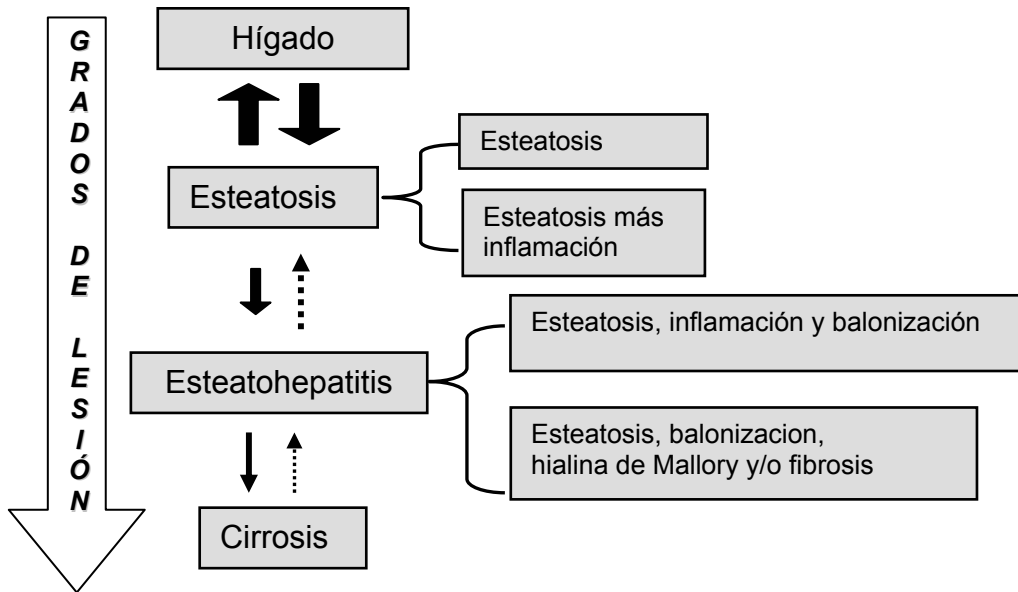 GRADOS DE LESIÓN
Hígado
Esteatosis
Esteatosis
Esteatosis más
inflamación
Esteatohepatitis
Esteatosis, inflamación y balonización
Esteatosis, balonizacion,
hialina de Mallory y/o fibrosis
Cirrosis